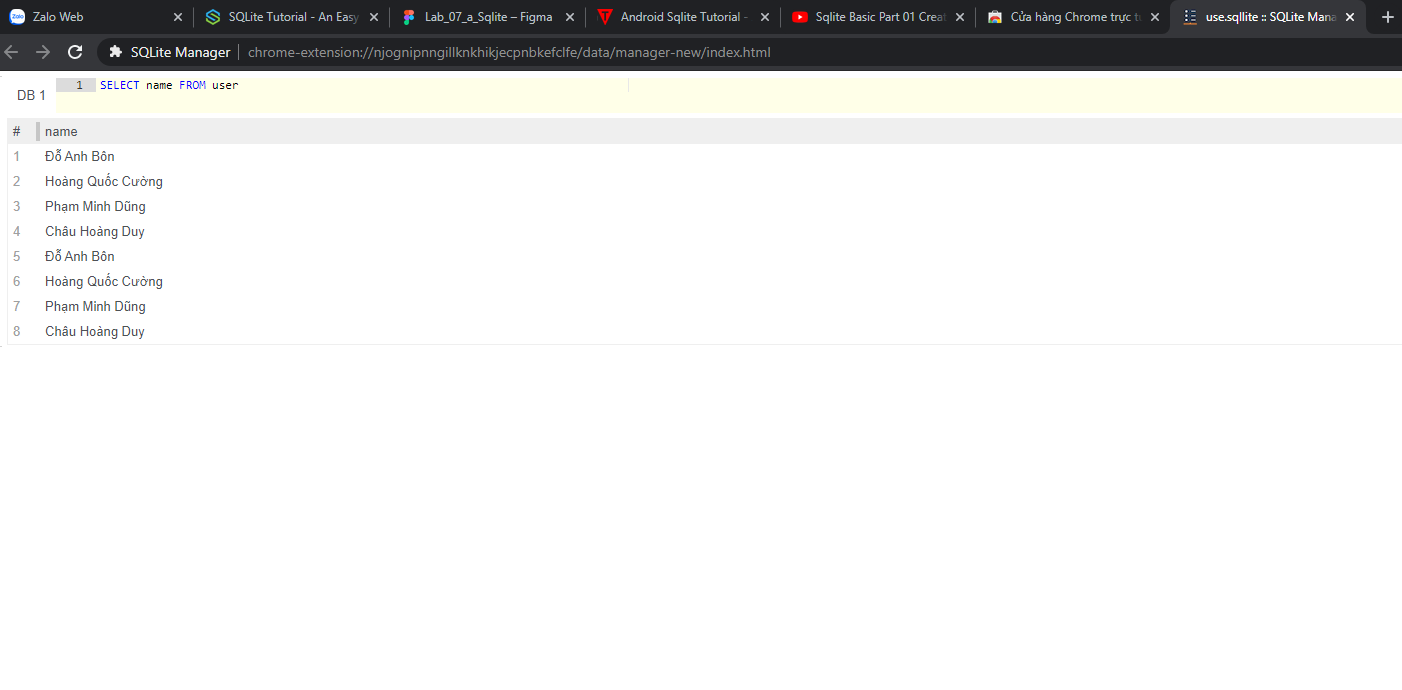 Zalo Web
SQLite Tutorial - An Easy
Lab_07_a_Sqlite – Figma
Android Sqlite Tutorial -
Sqlite Basic Part 01 Creat
Cửa hàng Chrome trực t
use.sqllite :: SQLite Mana
SQLite Manager
chrome-extension://njognipnngillknkhikjecpnbkefclfe/data/manager-new/index.html
DB 1
1 SELECT name FROM user
# name
1 Đỗ Anh Bôn
2 Hoàng Quốc Cường
3 Phạm Minh Dũng
4 Châu Hoàng Duy
5 Đỗ Anh Bôn
6 Hoàng Quốc Cường
7 Phạm Minh Dũng
8 Châu Hoàng Duy